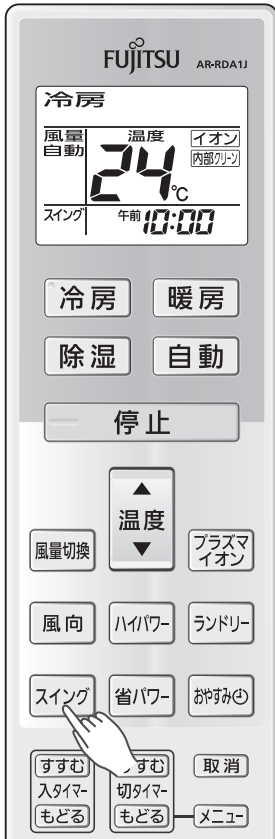 FUJITSU AR-RDA1J
冷房
風量 温度 イオン
自動 24℃ 内部クリーン
スイング 午前10:00
冷房 暖房
除湿 自動
停止
▲
温度
▼
風量切換 プラズマ
イオン
風向 ハイパワー ランドリー
スイング 省パワー おやすみ
すすむ すすむ 取消
入タイマー 切タイマー
もどる もどる メニュー